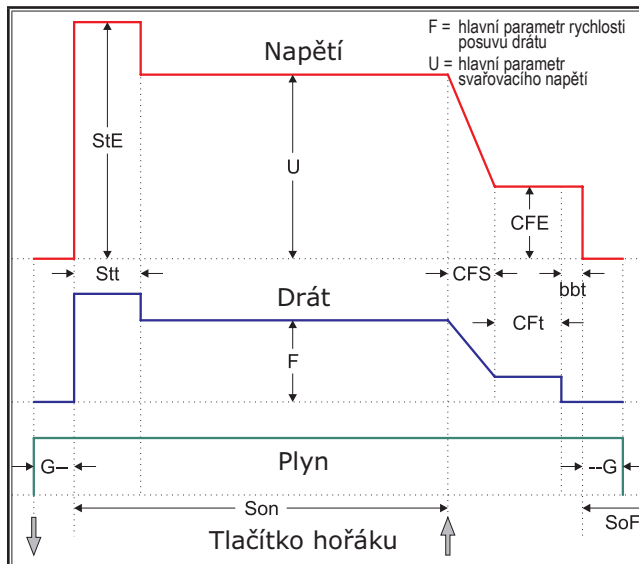 Napětí
F = hlavní parametr rychlosti
posuvu drátu
U = hlavní parametr
svařovacího napětí
StE
U
CFE
Stt
CFS
bbt
Drát
CFt
F
Plyn
G–
--G
Son
SoF
Tlačítko hořáku